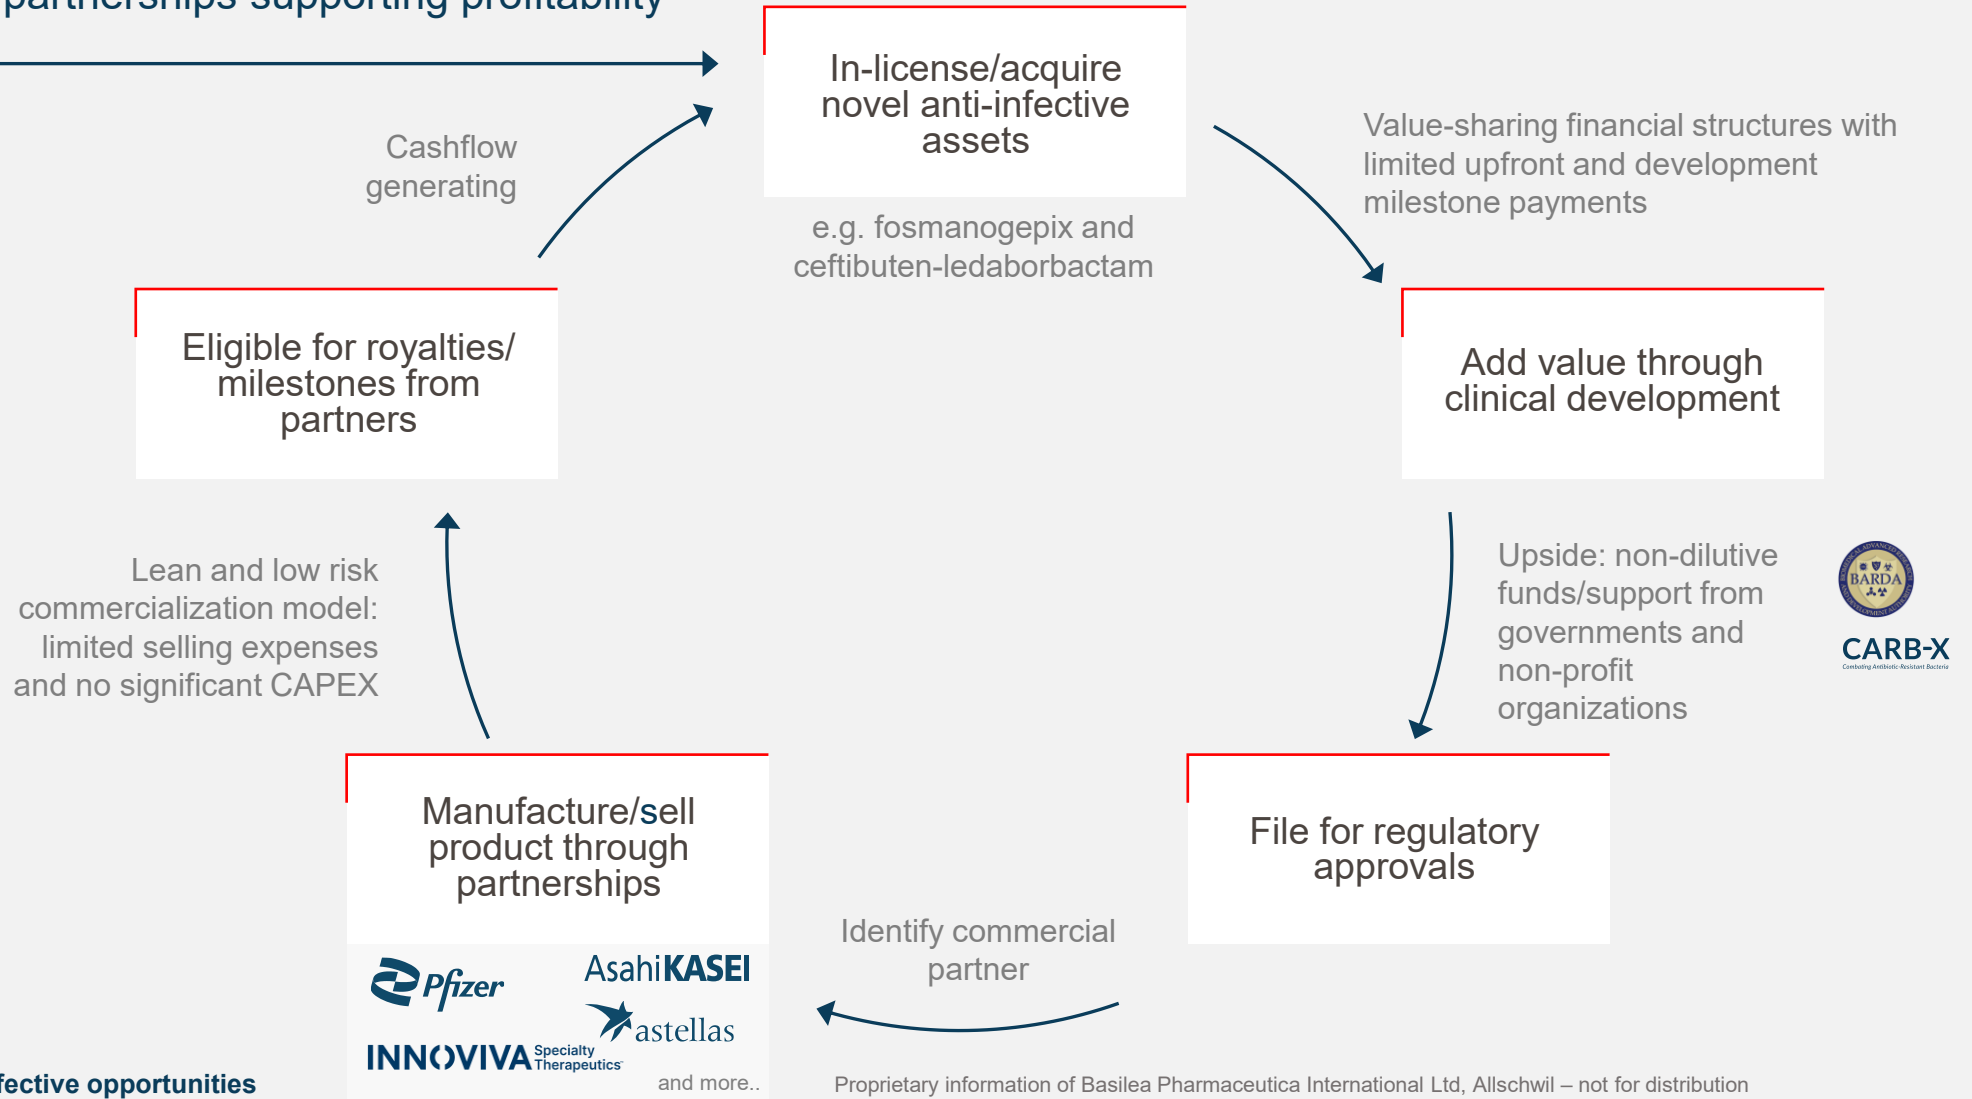 partnerships supporting profitability
In-license/acquire
novel anti-infective
assets
e.g. fosmanogepix and
ceftibuten-ledaborbactam
Value-sharing financial structures with
limited upfront and development
milestone payments
Add value through
clinical development
Upside: non-dilutive
funds/support from
governments and
non-profit
organizations
BARDA
CARB-X
Combating Antibiotic-Resistant Bacteria
File for regulatory
approvals
Identify commercial
partner
Manufacture/sell
product through
partnerships
Pfizer
AsahiKASEI
astellas
INNOVIVA Specialty
Therapeutics
and more..
Lean and low risk
commercialization model:
limited selling expenses
and no significant CAPEX
Eligible for royalties/
milestones from
partners
Cashflow
generating
fective opportunities
Proprietary information of Basilea Pharmaceutica International Ltd, Allschwil – not for distribution